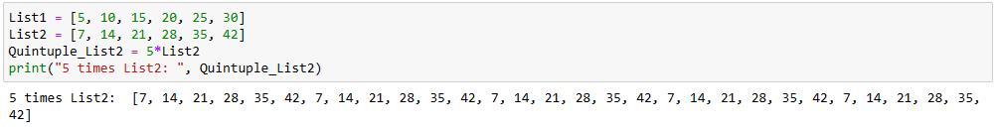 List1 = [5, 10, 15, 20, 25, 30]
List2 = [7, 14, 21, 28, 35, 42]
Quintuple_List2 = 5*List2
print("5 times List2: ", Quintuple_List2)
5 times List2:  [7, 14, 21, 28, 35, 42, 7, 14, 21, 28, 35, 42, 7, 14, 21, 28, 35, 42, 7, 14, 21, 28, 35, 42, 7, 14, 21, 28, 35,
42]